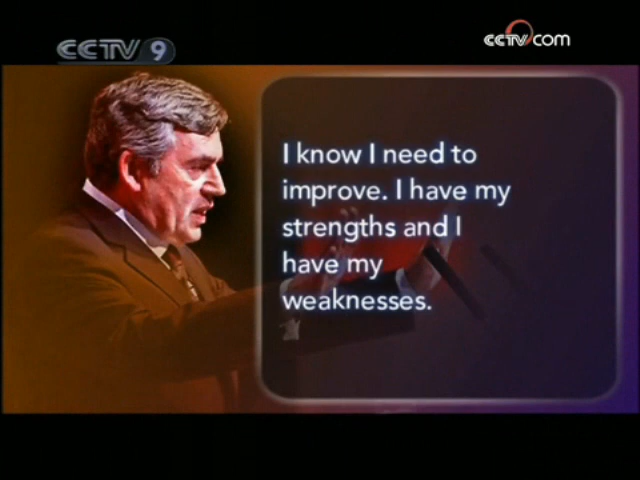 CCTV 9
CCTV.COM
I know I need to
improve. I have my
strengths and I
have my
weaknesses.